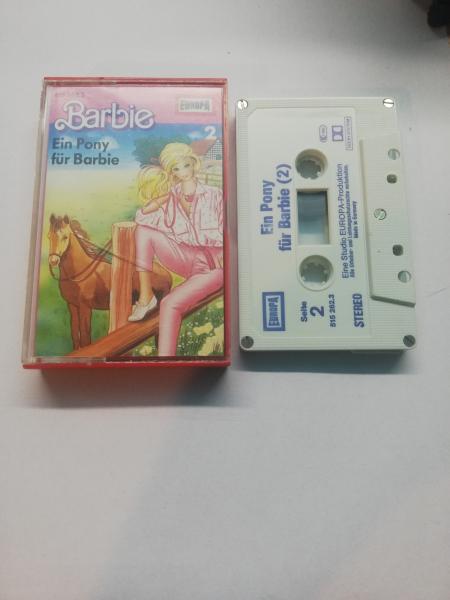 Barbie
EUROPA
2
Ein Pony
für Barbie
Ein Pony
für Barbie (2)
EUROPA
Seite
2
515 262.3
Eine Studio EUROPA-Produktion
Made in Germany
STEREO